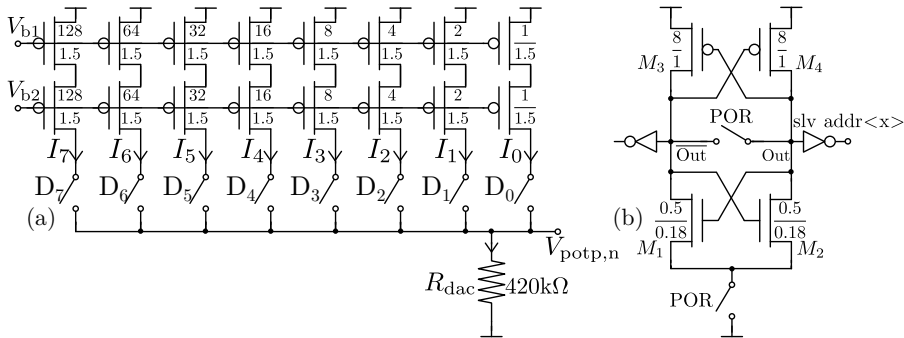 V_b1 128 64 32 16 8 4 2 1
1.5 1.5 1.5 1.5 1.5 1.5 1.5 1.5
V_b2 128 64 32 16 8 4 2 1
1.5 1.5 1.5 1.5 1.5 1.5 1.5 1.5
I_7 I_6 I_5 I_4 I_3 I_2 I_1 I_0
D_7 D_6 D_5 D_4 D_3 D_2 D_1 D_0
(a)
V_potp,n
R_dac 420kΩ
8 8
1 1
M_3 M_4
POR
slv addr<x>
Out Out
0.5 0.5
0.18 0.18
(b)
M_1 M_2
POR